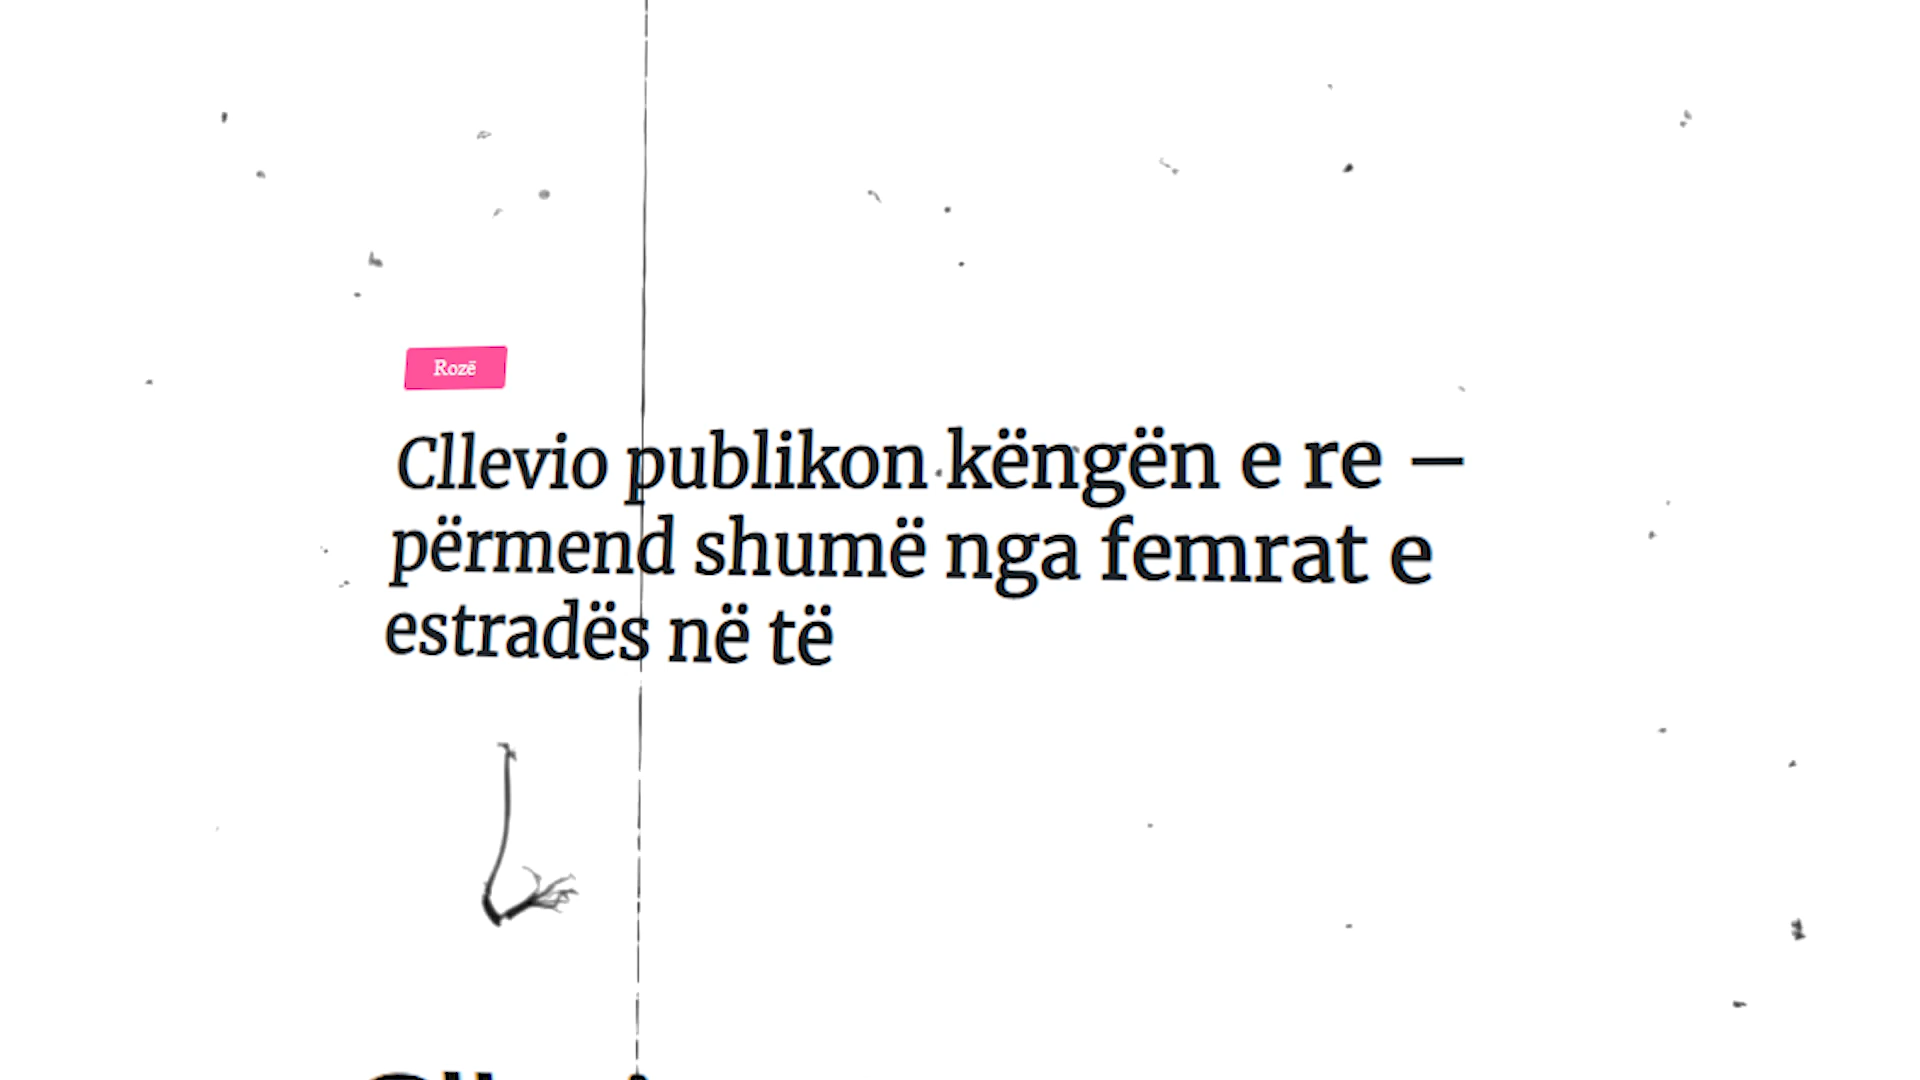 Rozë
Cllevio publikon këngën e re –
përmend shumë nga femrat e
estradës në të